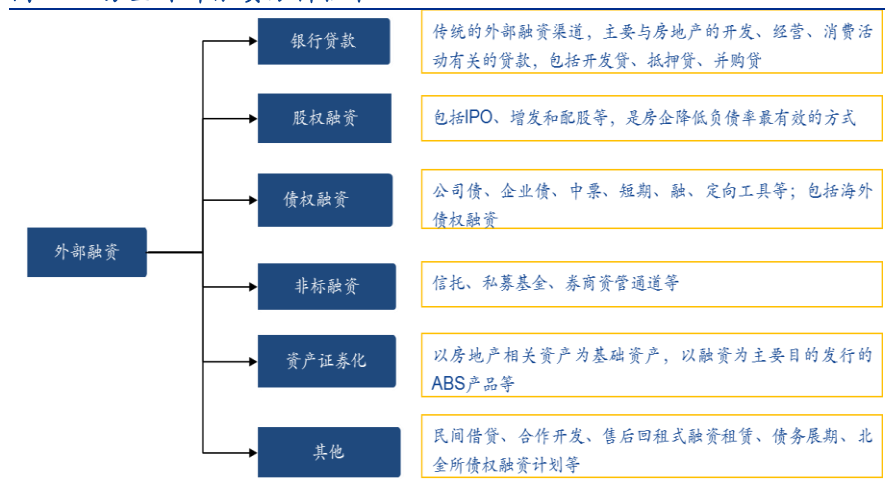 银行贷款
传统的外部融资渠道，主要与房地产的开发、经营、消费活
动有关的贷款，包括开发贷、抵押贷、并购贷
股权融资
包括IPO、增发和配股等，是房企降低负债率最有效的方式
债权融资
公司债、企业债、中票、短期、融、定向工具等；包括海外
债权融资
外部融资
非标融资
信托、私募基金、券商资管通道等
资产证券化
以房地产相关资产为基础资产，以融资为主要目的发行的
ABS产品等
其他
民间借贷、合作开发、售后回租式融资租赁、债务展期、北
金所债权融资计划等